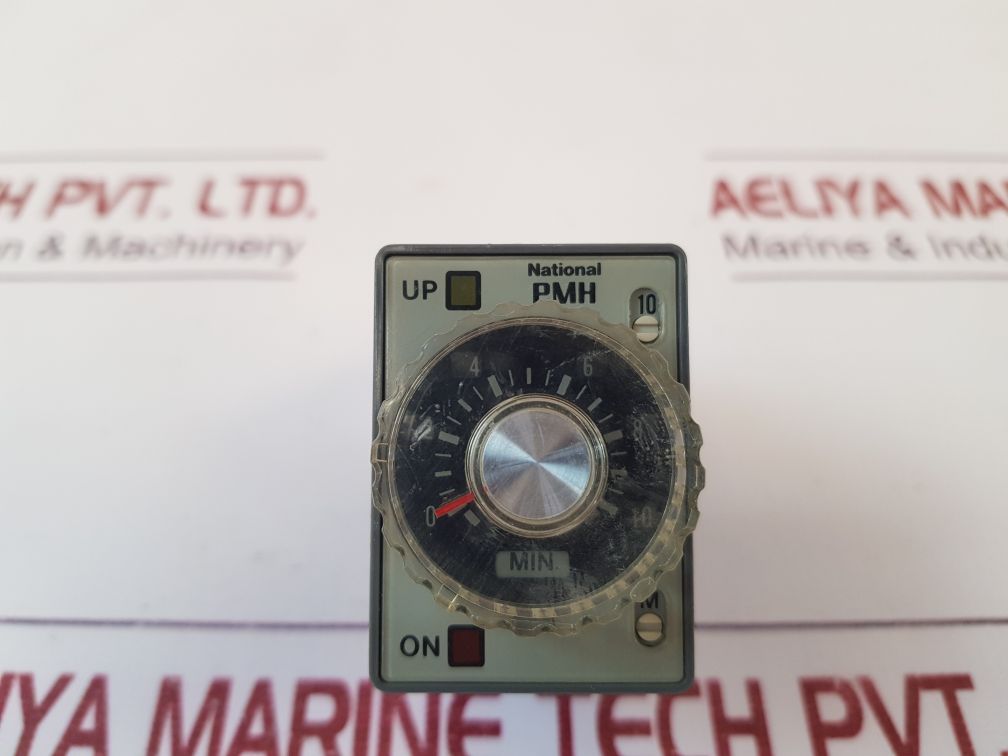 H PVT. LTD.
n & Machinery
AELIYA MA
Marine & Indu
UP
National
PMH
10
4
6
2
8
0
10
MIN.
M
ON
IYA MARINE TECH PVT